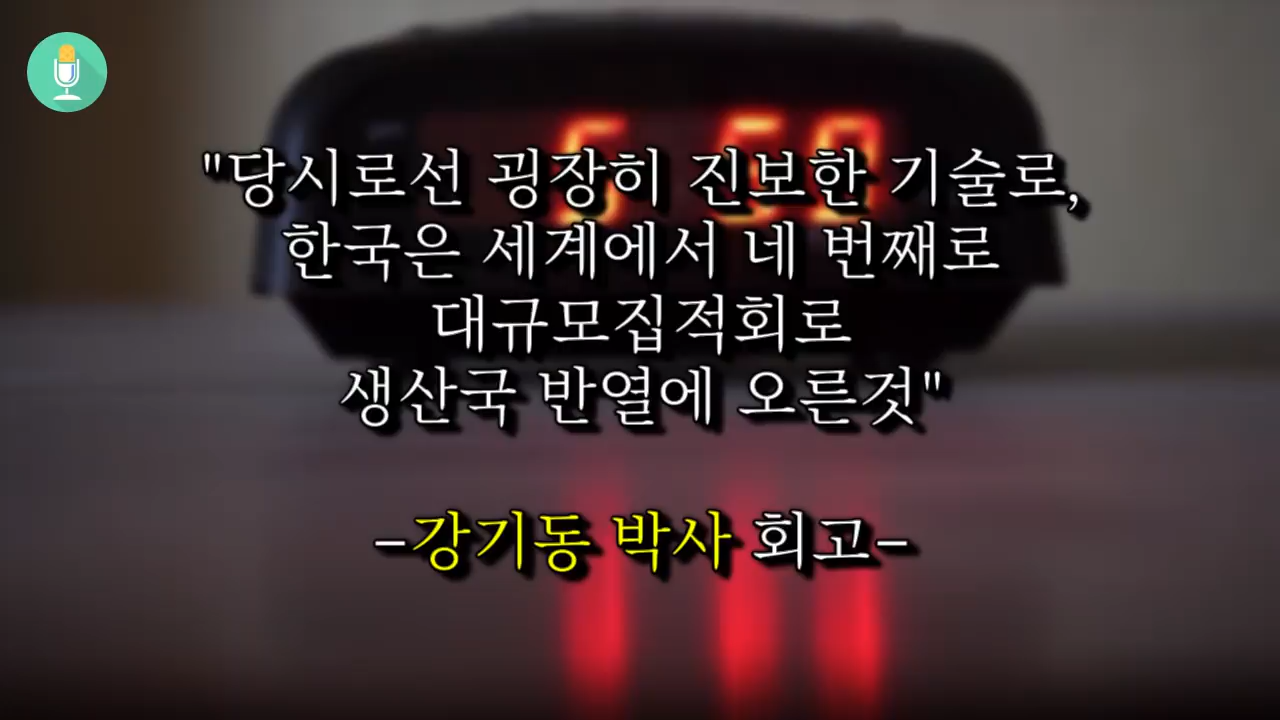 "당시로선 굉장히 진보한 기술로,
한국은 세계에서 네 번째로
대규모집적회로
생산국 반열에 오른것"
-강기동 박사 회고-